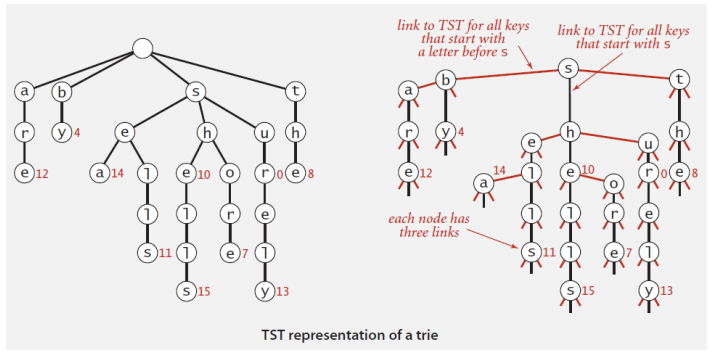 link to TST for all keys
that start with
a letter before s
link to TST for all keys
that start with s
s
a b s t
b
a
t
r y 4 e h u h
r y 4 e h u h
e 12 a 14 l e 10 o r 0 e 8
e 12 14 a l e 10 o r 0 e 8
l l r e
l l r e
each node has
three links
s 11 l e 7 l
s 11 l e 7 l
s 15 y 13
s 15 y 13
TST representation of a trie